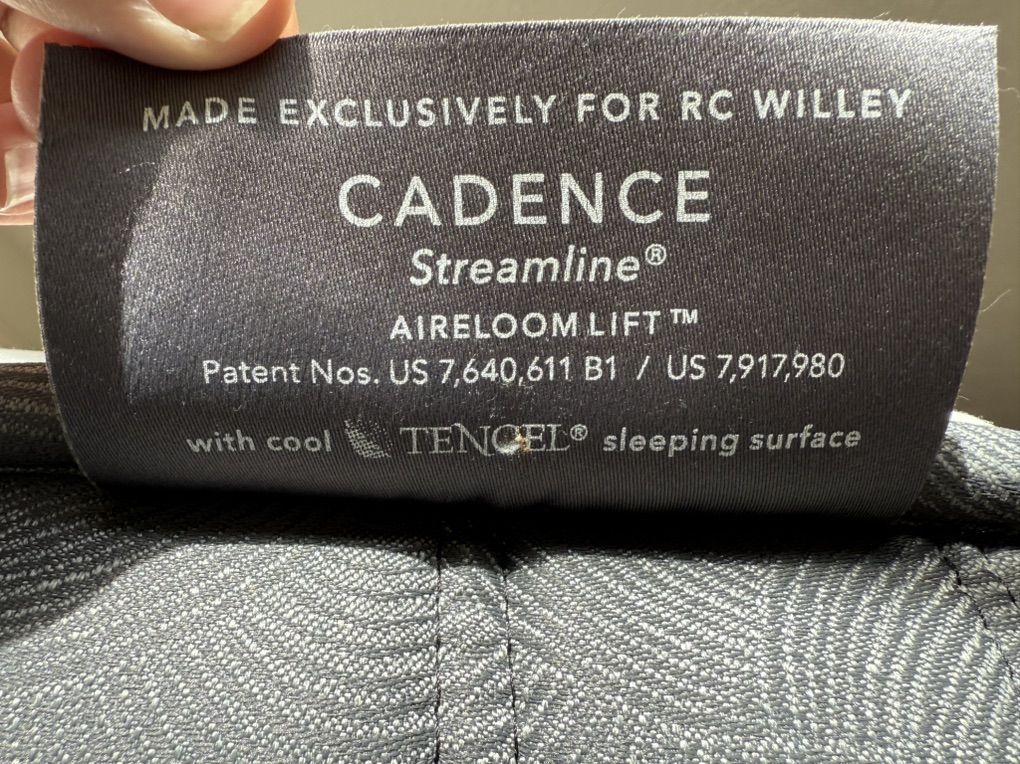 MADE EXCLUSIVELY FOR RC WILLEY
CADENCE
Streamline®
AIRELOOM LIFT™
Patent Nos. US 7,640,611 B1 / US 7,917,980
with cool TENCEL® sleeping surface